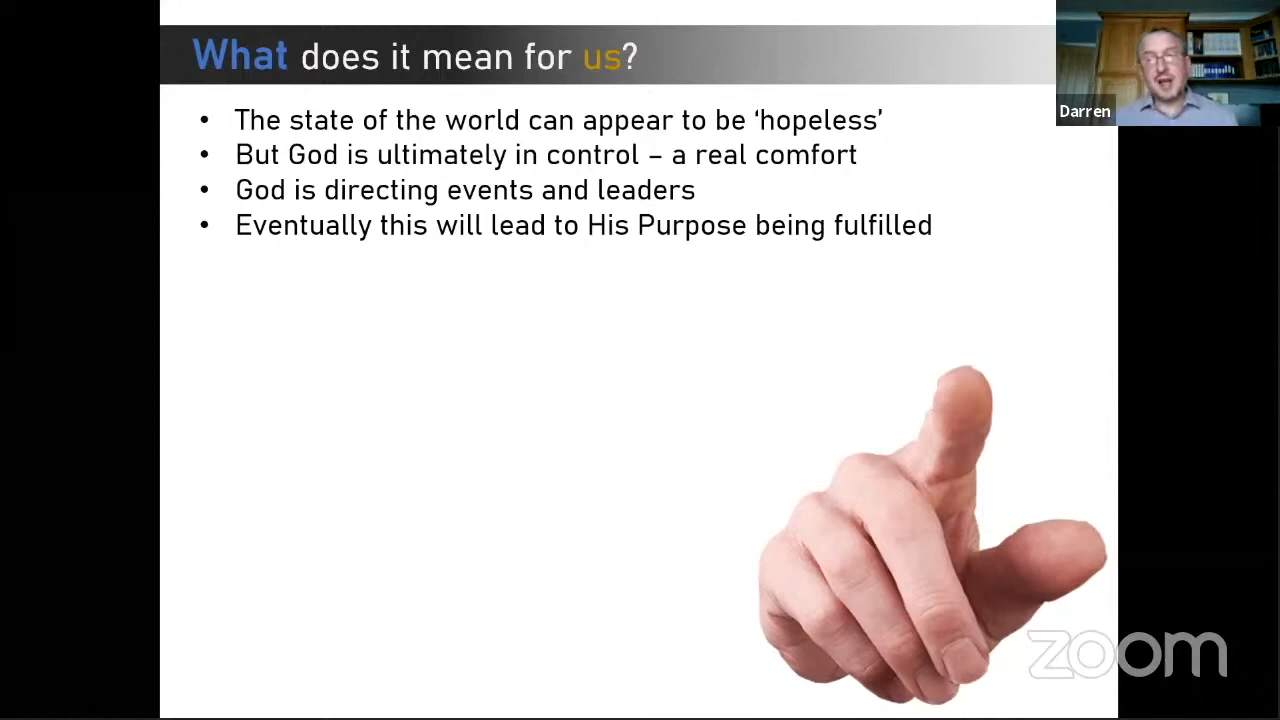 What does it mean for us?
Darren
• The state of the world can appear to be ‘hopeless’
• But God is ultimately in control – a real comfort
• God is directing events and leaders
• Eventually this will lead to His Purpose being fulfilled
zoom